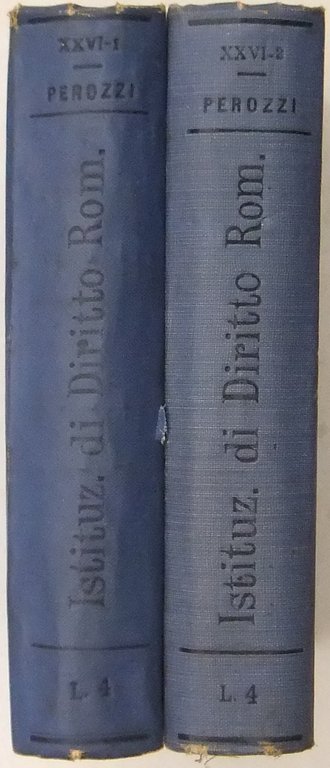 XXVI-1
PEROZZI
Istituz. di Diritto Rom.
L. 4
XXVI-2
PEROZZI
Istituz. di Diritto Rom.
L. 4